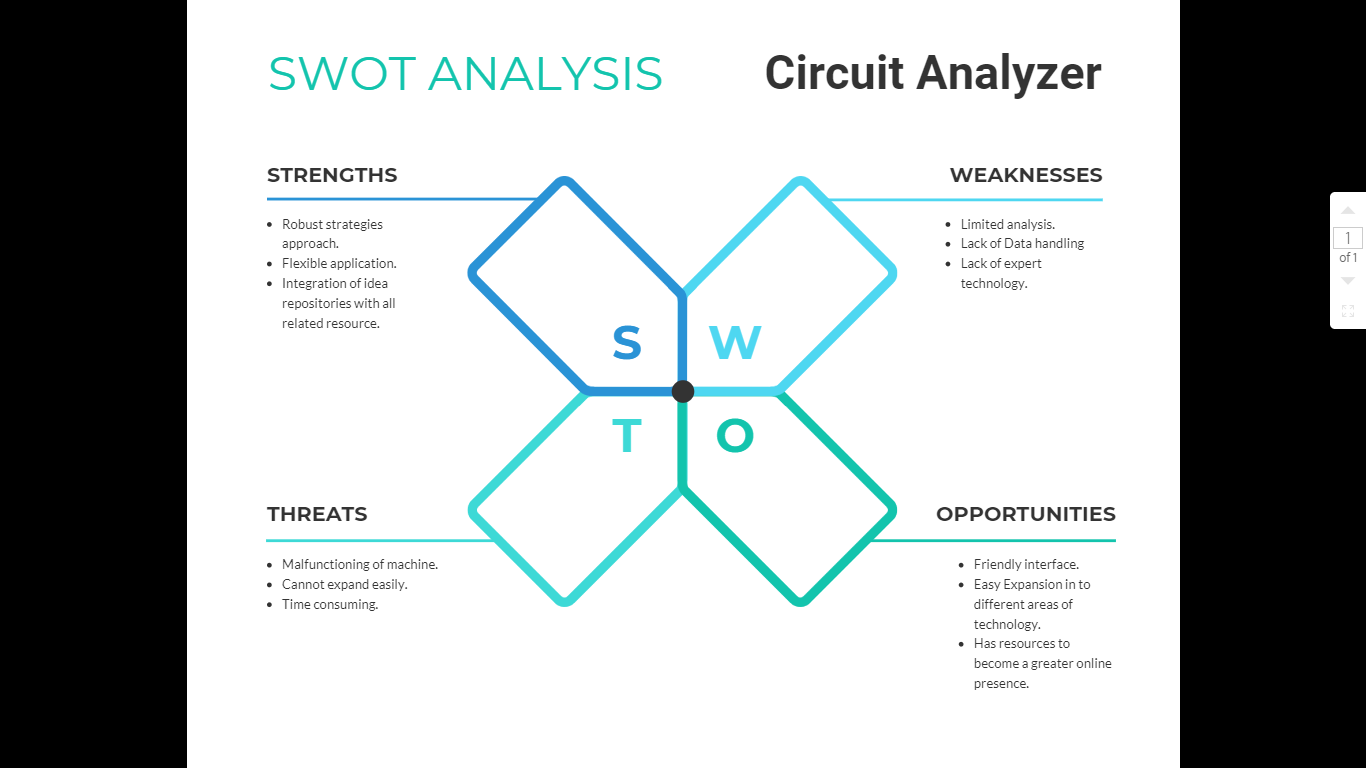 SWOT ANALYSIS
Circuit Analyzer
STRENGTHS
• Robust strategies
approach.
• Flexible application.
• Integration of idea
repositories with all
related resource.
WEAKNESSES
• Limited analysis.
• Lack of Data handling
• Lack of expert
technology.
S
W
T
O
THREATS
• Malfunctioning of machine.
• Cannot expand easily.
• Time consuming.
OPPORTUNITIES
• Friendly interface.
• Easy Expansion in to
different areas of
technology.
• Has resources to
become a greater online
presence.
1
of 1